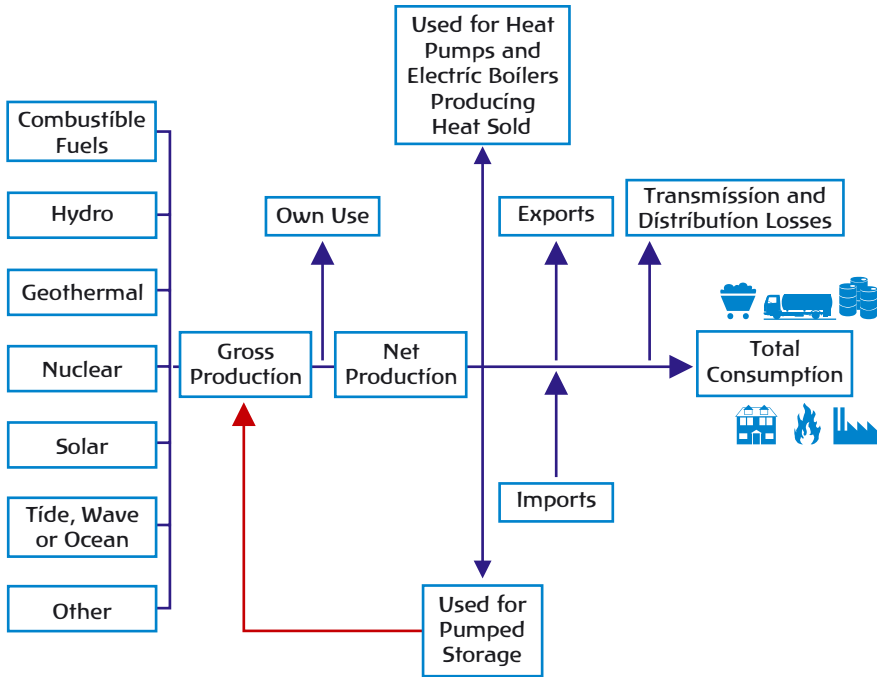 Used for Heat
Pumps and
Electric Boilers
Producing
Heat Sold
Combustible
Fuels
Hydro
Geothermal
Nuclear
Solar
Tide, Wave
or Ocean
Other
Own Use
Exports
Transmission and
Distribution Losses
Gross
Production
Net
Production
Total
Consumption
Imports
Used for
Pumped
Storage